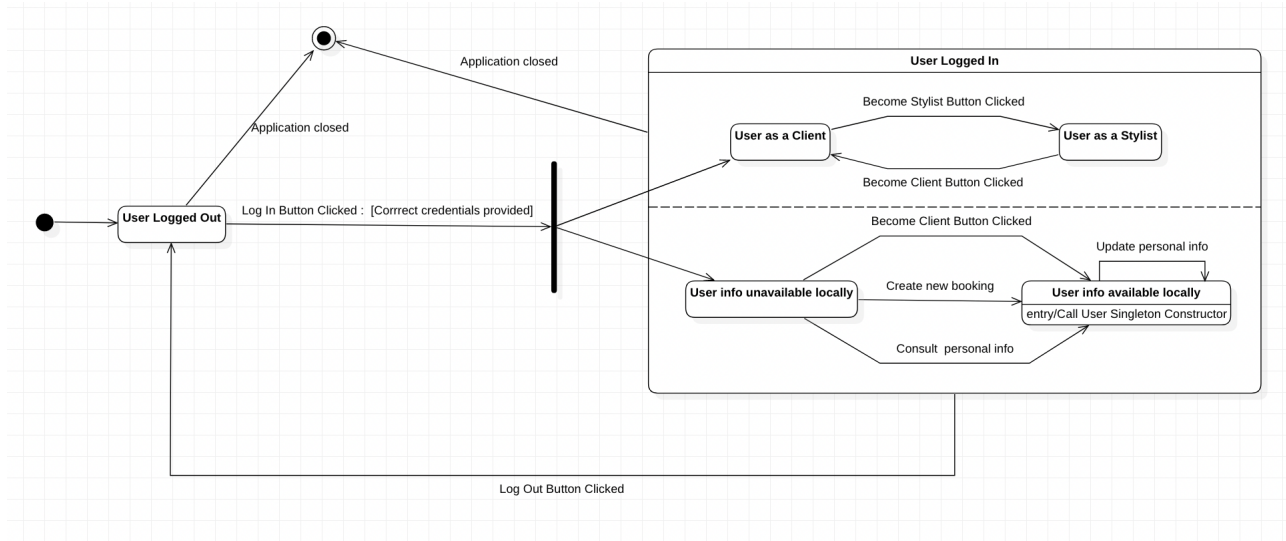 User Logged In
Application closed
Become Stylist Button Clicked
Application closed
User as a Client
User as a Stylist
Become Client Button Clicked
User Logged Out
Log In Button Clicked :  [Corrrect credentials provided]
Become Client Button Clicked
Update personal info
Create new booking
User info unavailable locally
User info available locally
entry/Call User Singleton Constructor
Consult  personal info
Log Out Button Clicked